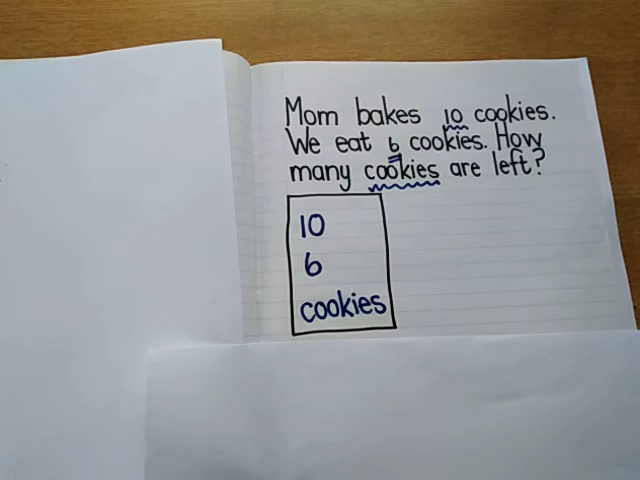 Mom bakes 10 cookies.
We eat 6 cookies. How
many cookies are left?
10
6
cookies